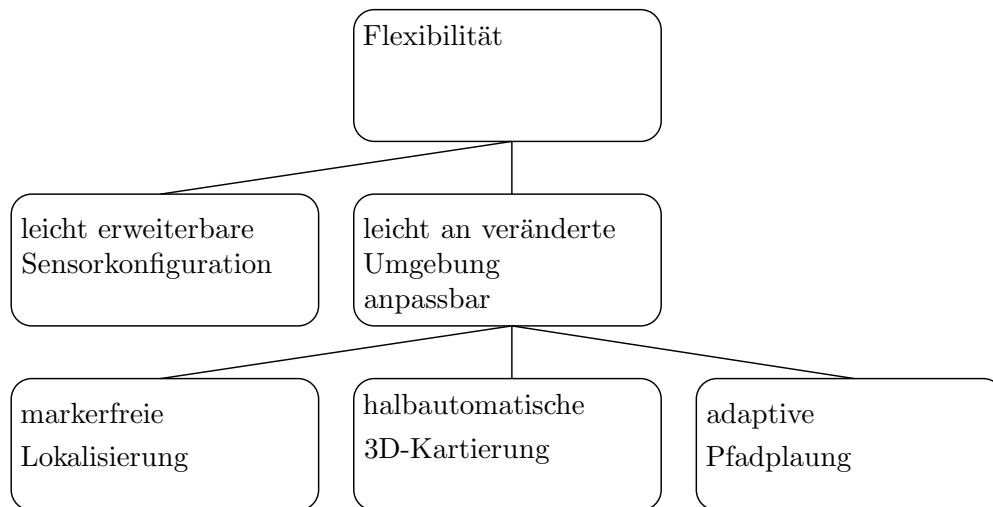 Flexibilität
leicht erweiterbare
Sensorkonfiguration
leicht an veränderte
Umgebung
anpassbar
markerfreie
Lokalisierung
halbautomatische
3D-Kartierung
adaptive
Pfadplaung